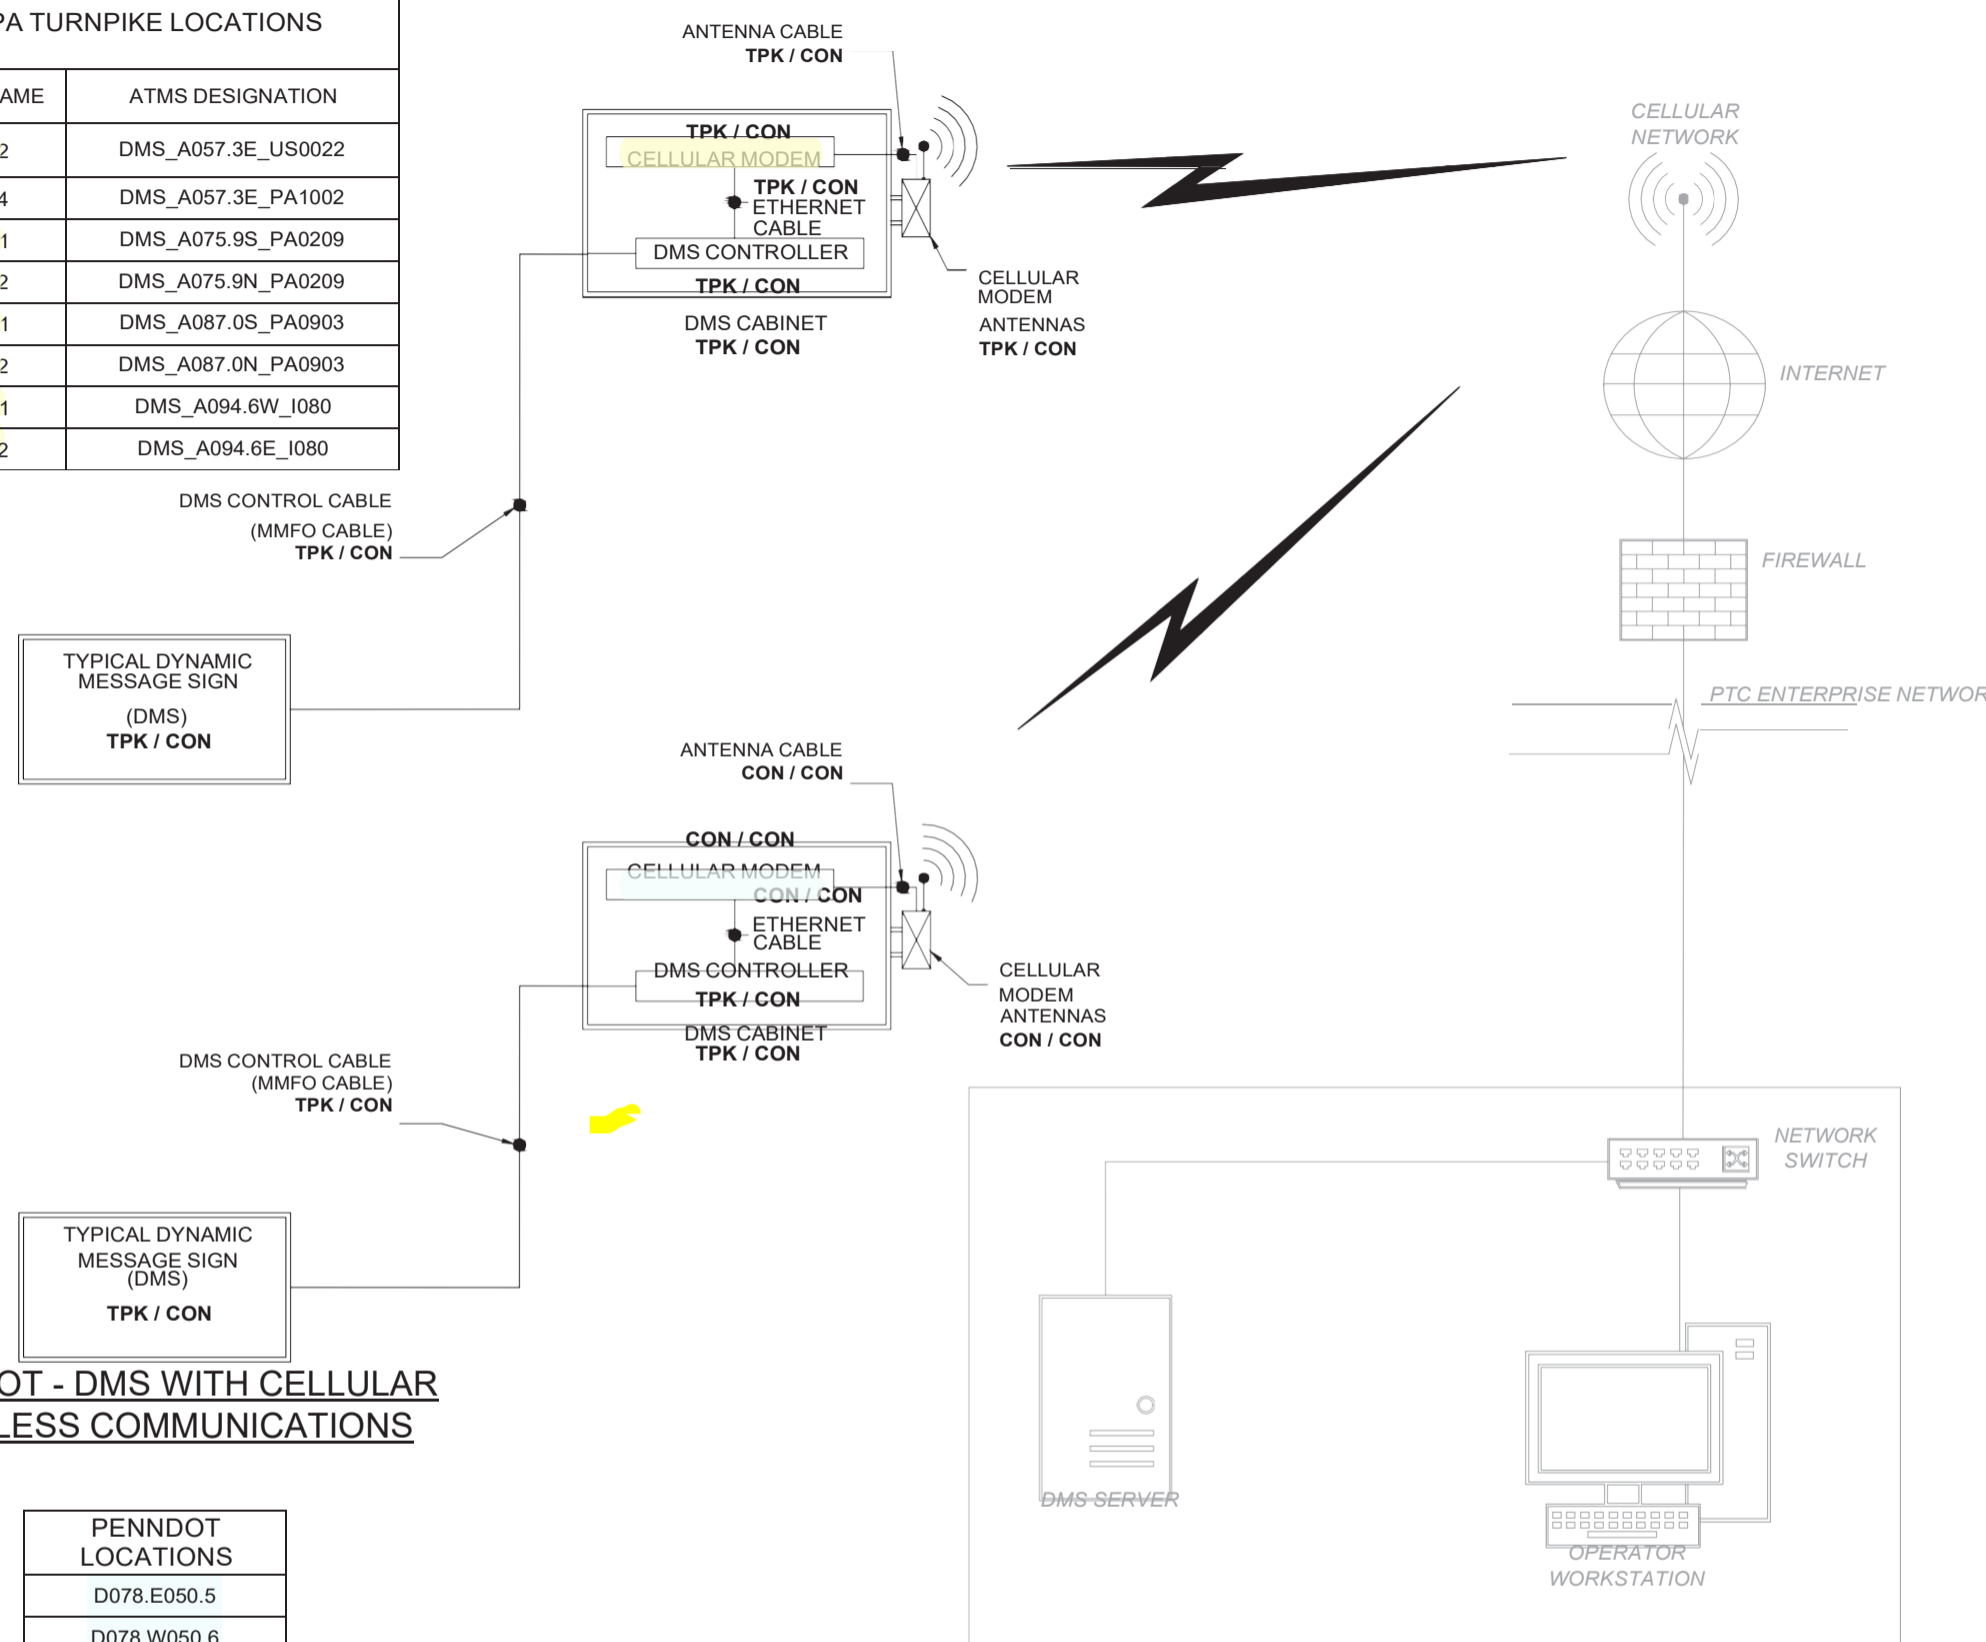 PA TURNPIKE LOCATIONS
AME
ATMS DESIGNATION
2
DMS_A057.3E_US0022
4
DMS_A057.3E_PA1002
1
DMS_A075.9S_PA0209
2
DMS_A075.9N_PA0209
1
DMS_A087.0S_PA0903
2
DMS_A087.0N_PA0903
1
DMS_A094.6W_I080
2
DMS_A094.6E_I080
ANTENNA CABLE
TPK / CON
TPK / CON
CELLULAR MODEM
TPK / CON
ETHERNET
CABLE
DMS CONTROLLER
TPK / CON
DMS CABINET
TPK / CON
CELLULAR
MODEM
ANTENNAS
TPK / CON
CELLULAR
NETWORK
INTERNET
FIREWALL
PTC ENTERPRISE NETWOR
DMS CONTROL CABLE
(MMFO CABLE)
TPK / CON
TYPICAL DYNAMIC
MESSAGE SIGN
(DMS)
TPK / CON
ANTENNA CABLE
CON / CON
CON / CON
CELLULAR MODEM
CON / CON
ETHERNET
CABLE
DMS CONTROLLER
TPK / CON
DMS CABINET
TPK / CON
CELLULAR
MODEM
ANTENNAS
CON / CON
DMS CONTROL CABLE
(MMFO CABLE)
TPK / CON
TYPICAL DYNAMIC
MESSAGE SIGN
(DMS)
TPK / CON
NETWORK
SWITCH
DMS SERVER
OPERATOR
WORKSTATION
OT - DMS WITH CELLULAR
LESS COMMUNICATIONS
PENNDOT
LOCATIONS
D078.E050.5
D078.W050.6